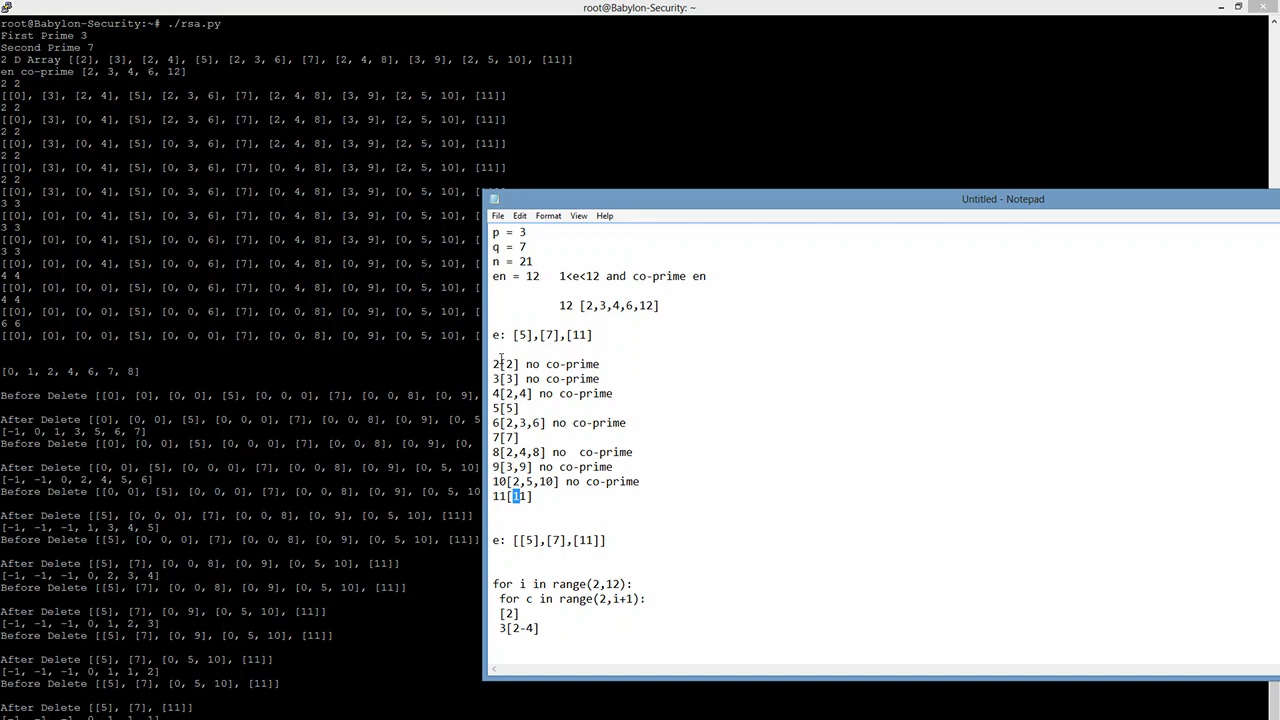 root@Babylon-Security: ~
root@Babylon-Security:~# ./rsa.py
First Prime 3
Second Prime 7
2 D Array [[2], [3], [2, 4], [5], [2, 3, 6], [7], [2, 4, 8], [3, 9], [2, 5, 10], [11]]
en co-prime [2, 3, 4, 6, 12]
2 2
[[0], [3], [2, 4], [5], [2, 3, 6], [7], [2, 4, 8], [3, 9], [2, 5, 10], [11]]
2 2
[[0], [3], [0, 4], [5], [2, 3, 6], [7], [2, 4, 8], [3, 9], [2, 5, 10], [11]]
2 2
[[0], [3], [0, 4], [5], [0, 3, 6], [7], [2, 4, 8], [3, 9], [2, 5, 10], [11]]
2 2
[[0], [3], [0, 4], [5], [0, 3, 6], [7], [0, 4, 8], [3, 9], [2, 5, 10], [11]]
2 2
[[0], [3], [0, 4], [5], [0, 3, 6], [7], [0, 4, 8], [3, 9], [0, 5, 10],
3 3
[[0], [0], [0, 4], [5], [0, 3, 6], [7], [0, 4, 8], [3, 9], [0, 5, 10],
3 3
[[0], [0], [0, 4], [5], [0, 0, 6], [7], [0, 4, 8], [3, 9], [0, 5, 10],
3 3
[[0], [0], [0, 4], [5], [0, 0, 6], [7], [0, 4, 8], [0, 9], [0, 5, 10],
4 4
[[0], [0], [0, 0], [5], [0, 0, 6], [7], [0, 4, 8], [0, 9], [0, 5, 10],
4 4
[[0], [0], [0, 0], [5], [0, 0, 6], [7], [0, 0, 8], [0, 9], [0, 5, 10],
6 6
[[0], [0], [0, 0], [5], [0, 0, 0], [7], [0, 0, 8], [0, 9], [0, 5, 10],
[0, 1, 2, 4, 6, 7, 8]
Before Delete [[0], [0], [0, 0], [5], [0, 0, 0], [7], [0, 0, 8], [0, 9],
After Delete [[0], [0, 0], [5], [0, 0, 0], [7], [0, 0, 8], [0, 9], [0, 5
[-1, 0, 1, 3, 5, 6, 7]
Before Delete [[0], [0, 0], [5], [0, 0, 0], [7], [0, 0, 8], [0, 9], [0,
After Delete [[0, 0], [5], [0, 0, 0], [7], [0, 0, 8], [0, 9], [0, 5, 10]
[-1, -1, 0, 2, 4, 5, 6]
Before Delete [[0, 0], [5], [0, 0, 0], [7], [0, 0, 8], [0, 9], [0, 5, 10
After Delete [[5], [0, 0, 0], [7], [0, 0, 8], [0, 9], [0, 5, 10], [11]]
[-1, -1, -1, 1, 3, 4, 5]
Before Delete [[5], [0, 0, 0], [7], [0, 0, 8], [0, 9], [0, 5, 10], [11]]
After Delete [[5], [7], [0, 0, 8], [0, 9], [0, 5, 10], [11]]
[-1, -1, -1, 0, 2, 3, 4]
Before Delete [[5], [7], [0, 0, 8], [0, 9], [0, 5, 10], [11]]
After Delete [[5], [7], [0, 9], [0, 5, 10], [11]]
[-1, -1, -1, 0, 1, 2, 3]
Before Delete [[5], [7], [0, 9], [0, 5, 10], [11]]
After Delete [[5], [7], [0, 5, 10], [11]]
[-1, -1, -1, 0, 1, 1, 2]
Before Delete [[5], [7], [0, 5, 10], [11]]
After Delete [[5], [7], [11]]
[-1, -1, -1, 0, 1, 1, 1]
Untitled - Notepad
File Edit Format View Help
p = 3
q = 7
n = 21
en = 12 1<e<12 and co-prime en
12 [2,3,4,6,12]
e: [5],[7],[11]
2[2] no co-prime
3[3] no co-prime
4[2,4] no co-prime
5[5]
6[2,3,6] no co-prime
7[7]
8[2,4,8] no co-prime
9[3,9] no co-prime
10[2,5,10] no co-prime
11[11]
e: [[5],[7],[11]]
for i in range(2,12):
for c in range(2,i+1):
[2]
3[2-4]